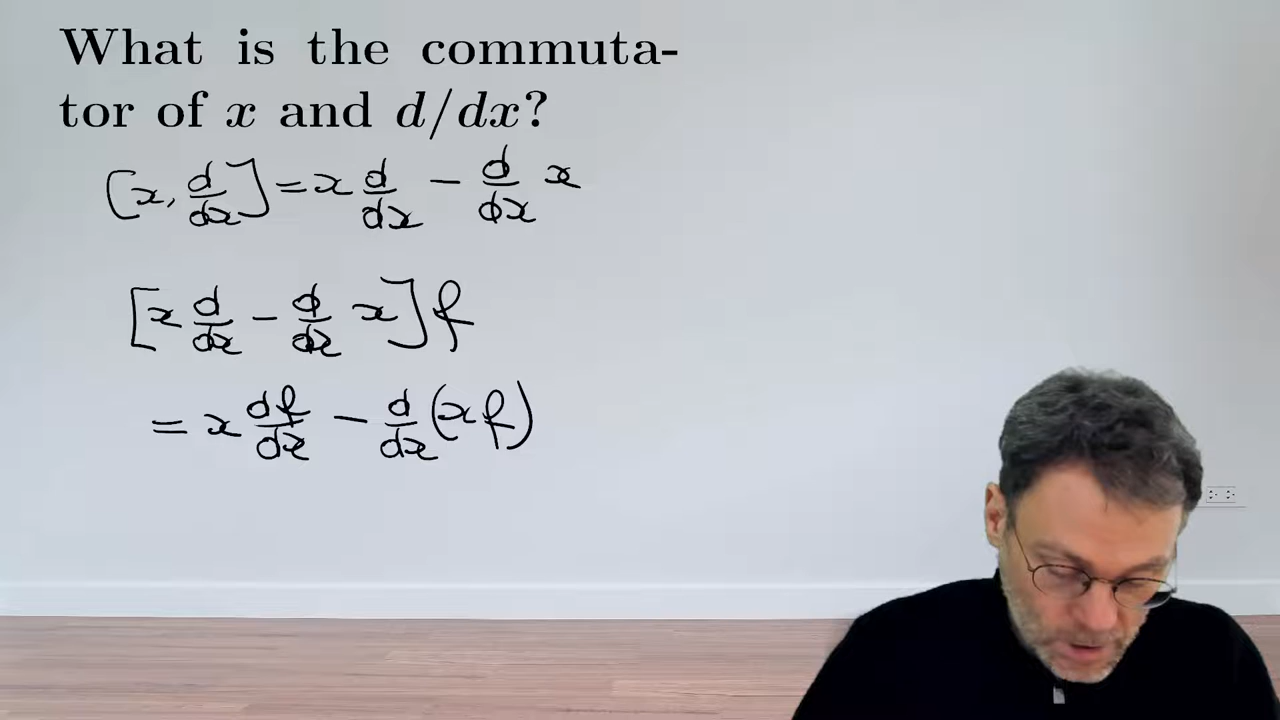 What is the commuta-
tor of x and d/dx?
[x, d/dx] = x d/dx - d/dx x
[x d/dx - d/dx x] f
= x df/dx - d/dx (x f)